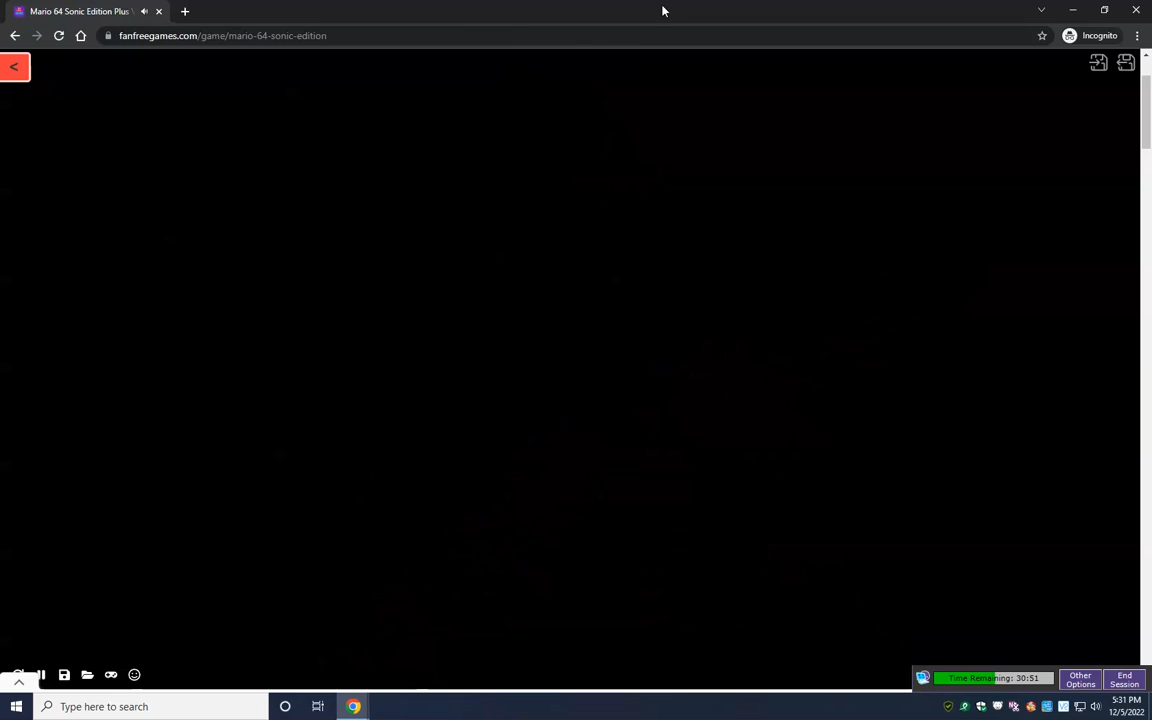 Mario 64 Sonic Edition Plus
fanfreegames.com/game/mario-64-sonic-edition
Incognito
<
Time Remaining: 30:51
Other Options
End Session
Type here to search
5:31 PM
12/5/2022